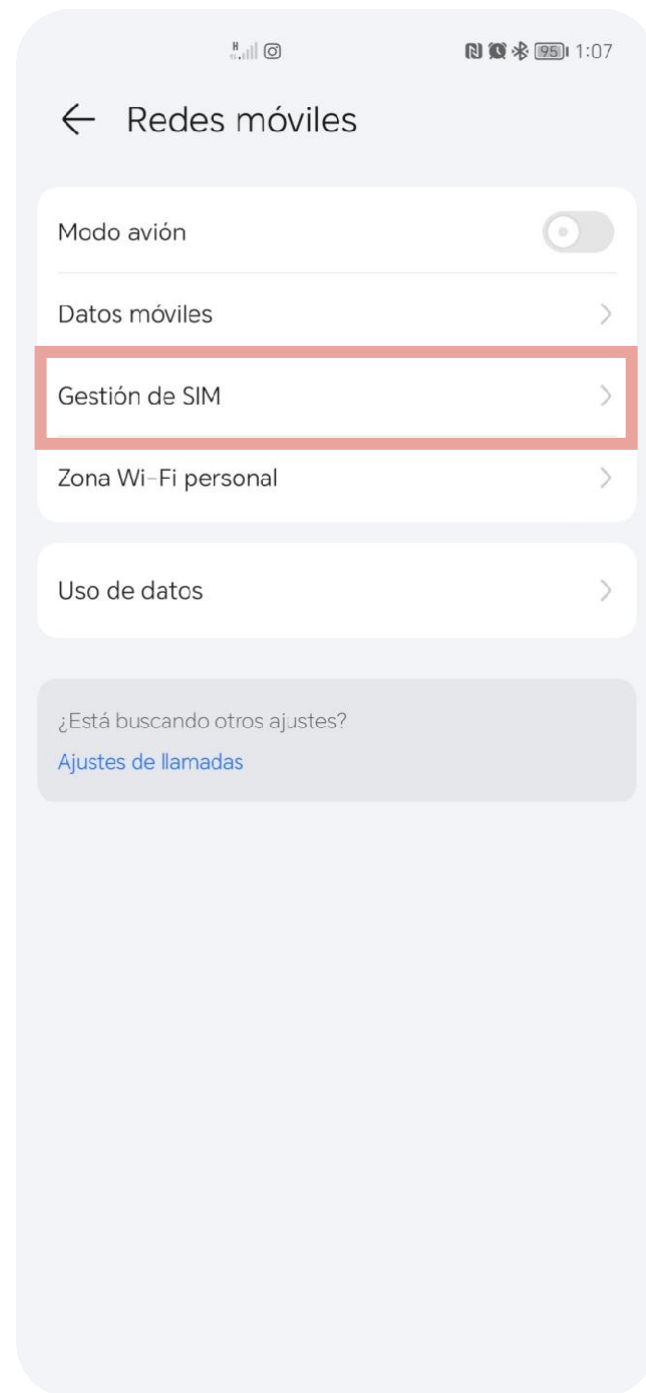 H 95 1:07
Redes móviles
Modo avión
Datos móviles
Gestión de SIM
Zona Wi-Fi personal
Uso de datos
¿Está buscando otros ajustes?
Ajustes de llamadas